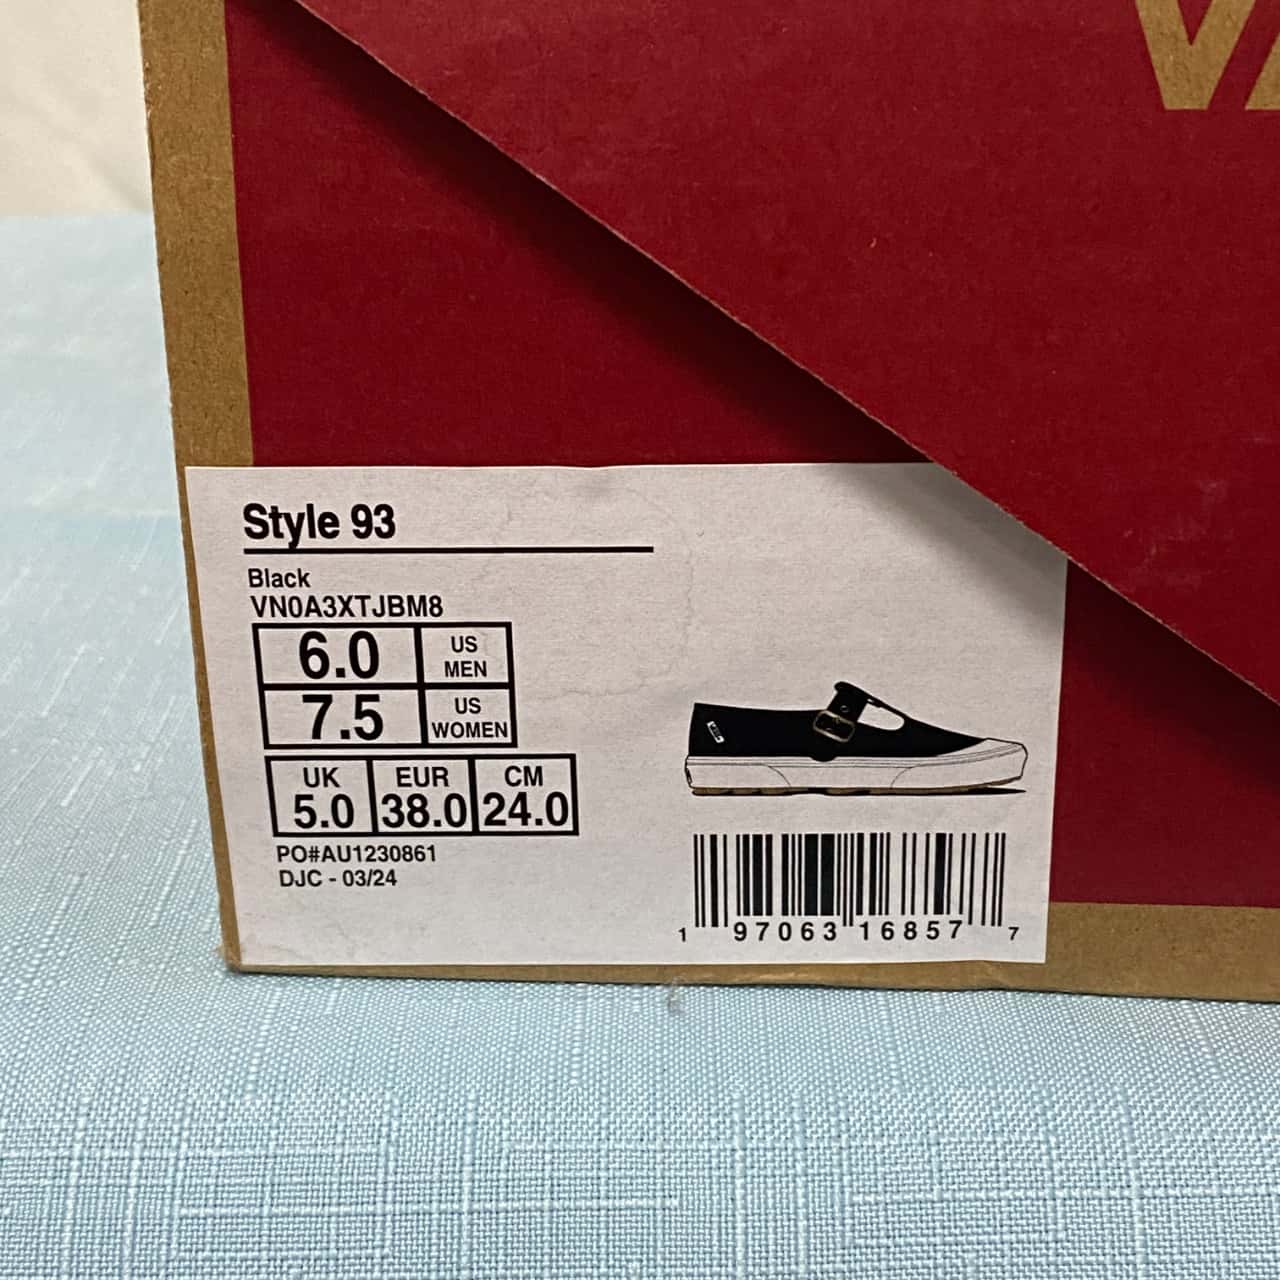 VA
Style 93
Black
VN0A3XTJBM8
6.0 US MEN
7.5 US WOMEN
UK EUR CM
5.0 38.0 24.0
PO#AU1230861
DJC - 03/24
1 97063 16857 7